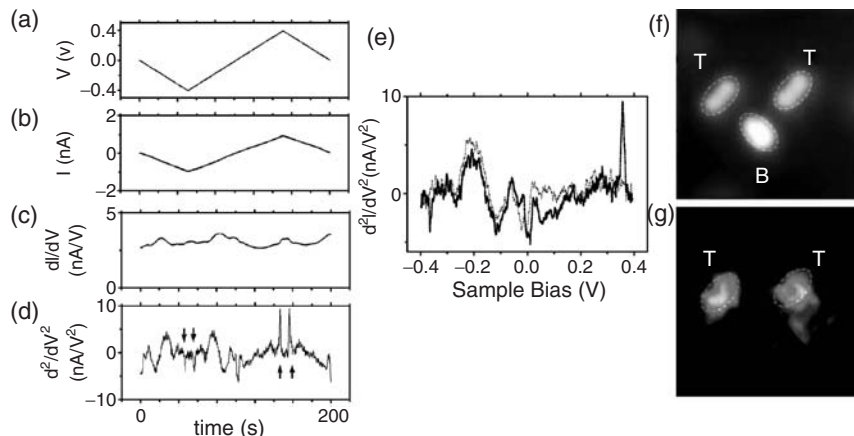 (a)
V (v)
0.4
0.0
−0.4
(b)
I (nA)
2
0
−2
(c)
dI/dV
(nA/V)
5
0
(d)
d²/dV²
(nA/V²)
10
0
−10
0
200
time (s)
(e)
d²I/dV²(nA/V²)
10
0
−0.4
−0.2
0.0
0.2
0.4
Sample Bias (V)
(f)
T
T
B
(g)
T
T